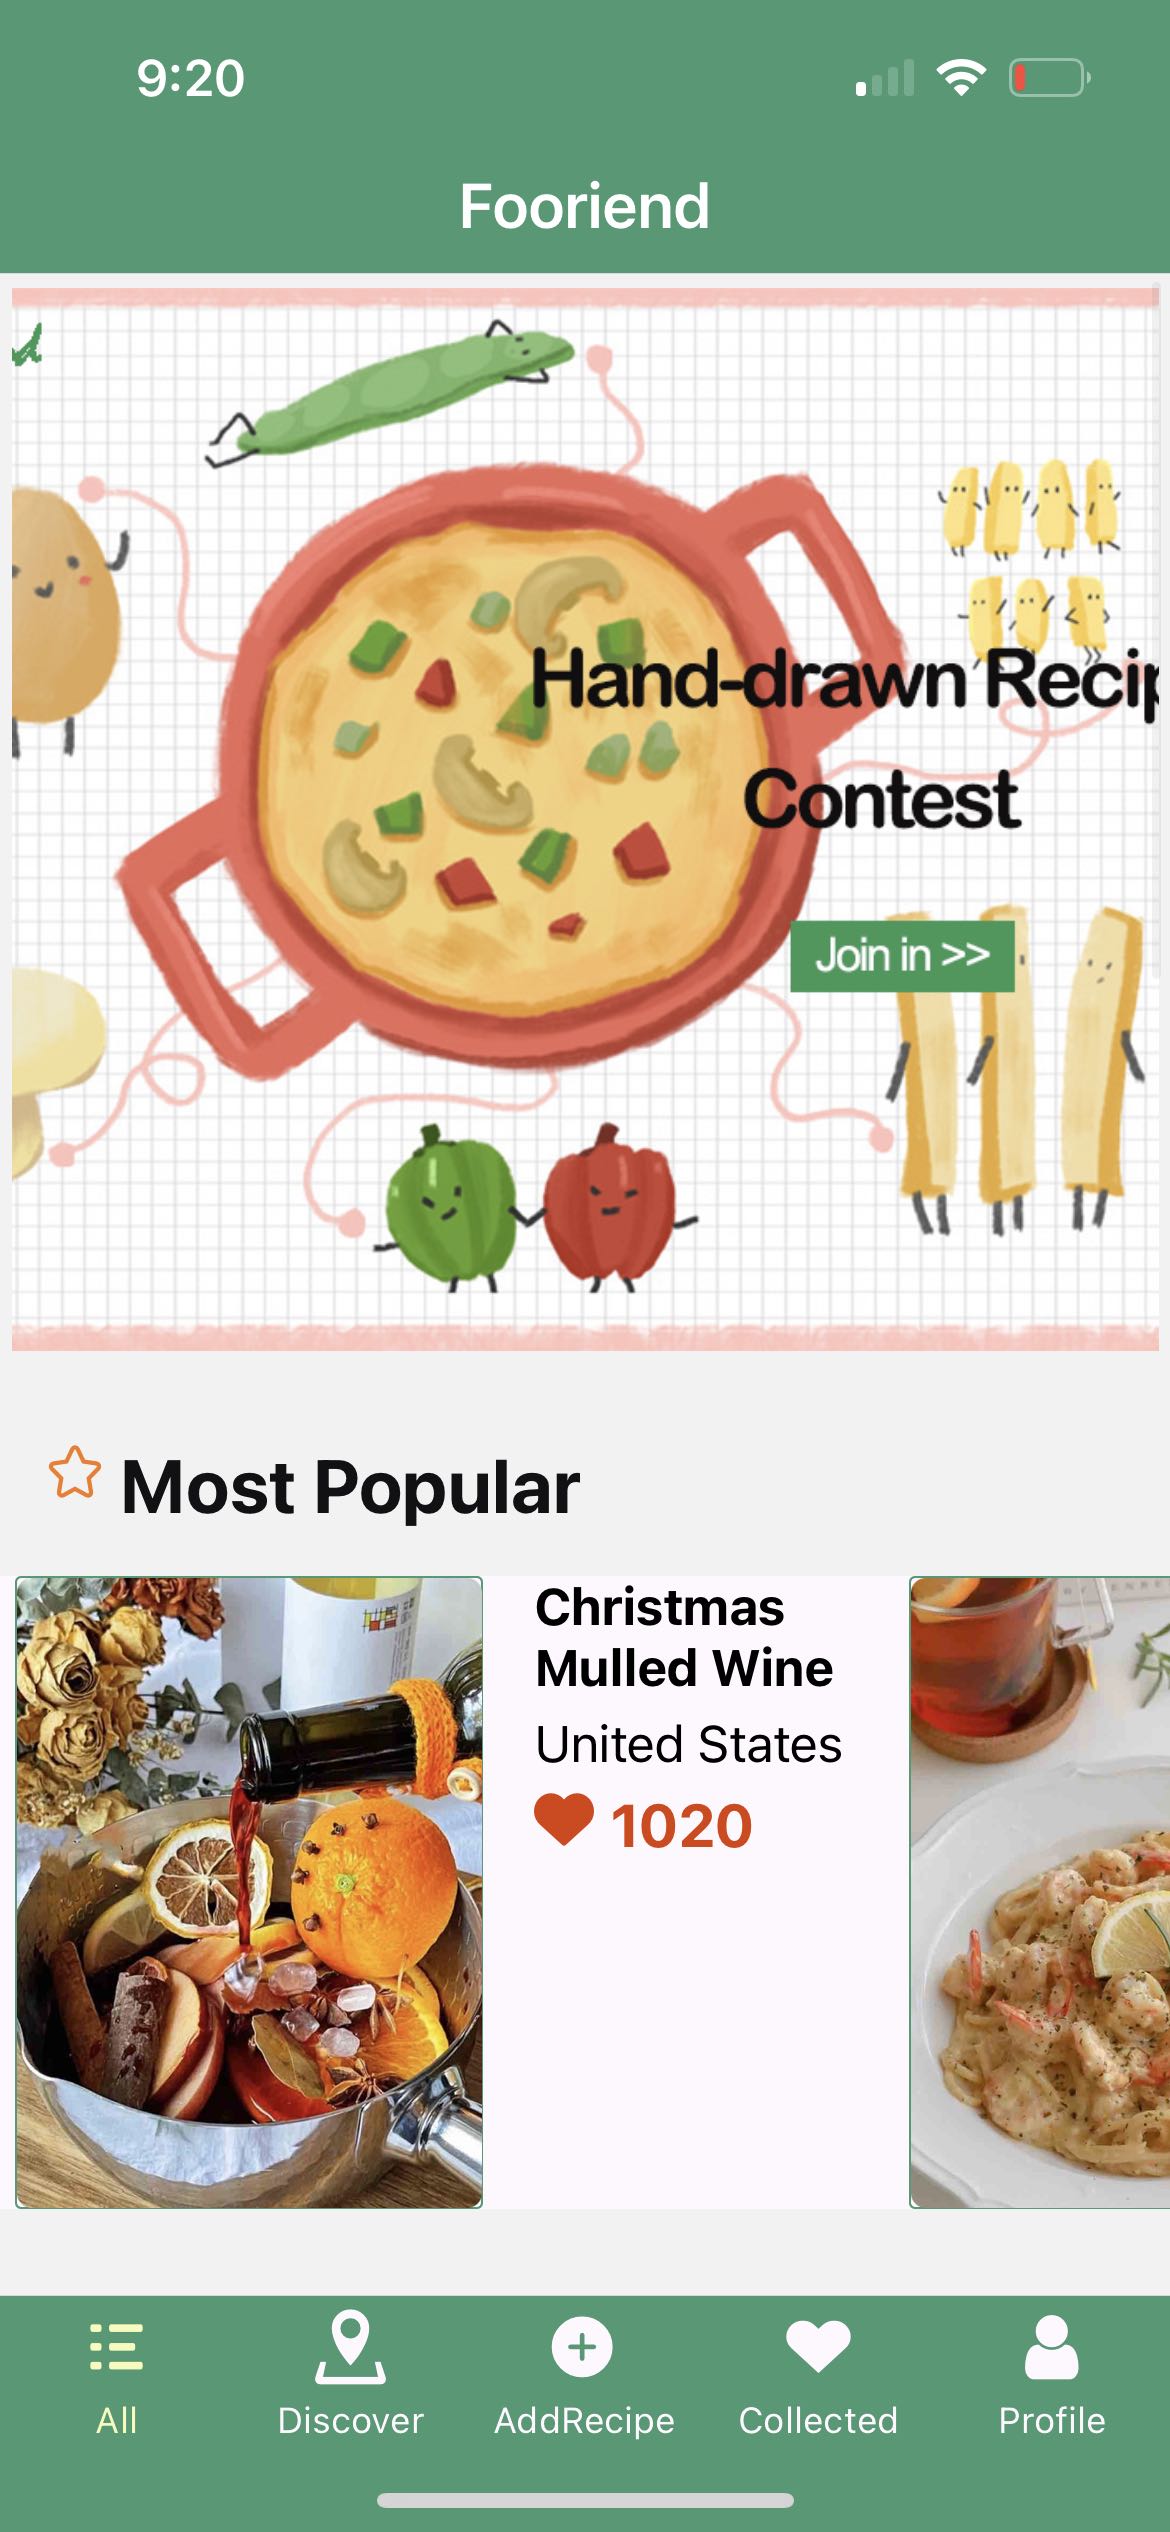 9:20
Fooriend
Hand-drawn Recip
Contest
Join in >>
Most Popular
Christmas
Mulled Wine
United States
1020
All
Discover
AddRecipe
Collected
Profile